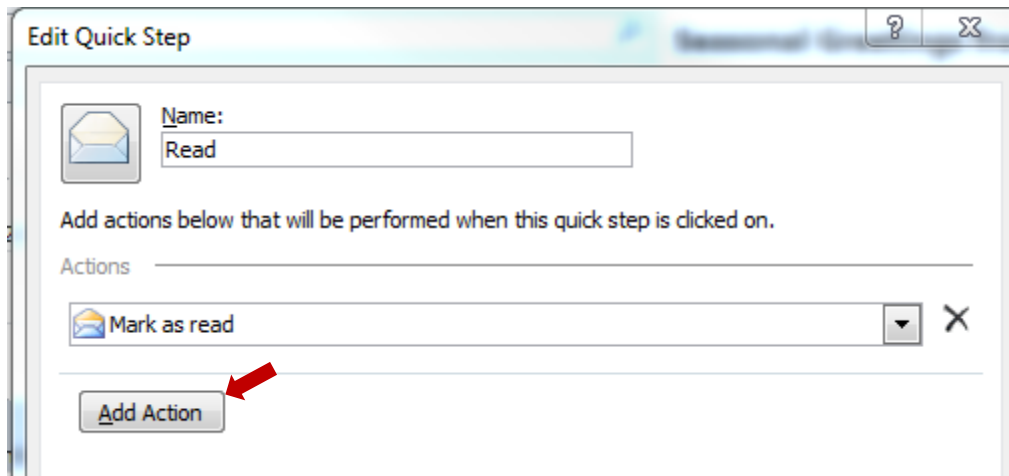 Edit Quick Step
Name:
Read
Add actions below that will be performed when this quick step is clicked on.
Actions
Mark as read
Add Action